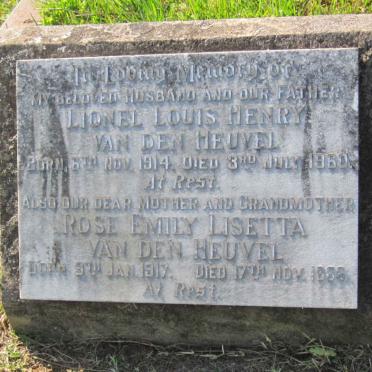 In Loving Memory of
MY BELOVED HUSBAND AND OUR FATHER
LIONEL LOUIS HENRY
VAN DEN HEUVEL
BORN. 6TH NOV. 1914. DIED 3RD JULY 1960.
At Rest.
ALSO OUR DEAR MOTHER AND GRANDMOTHER
ROSE EMILY LISETTA
VAN DEN HEUVEL
BORN 9TH JAN. 1917. DIED 17TH NOV.
At Rest.